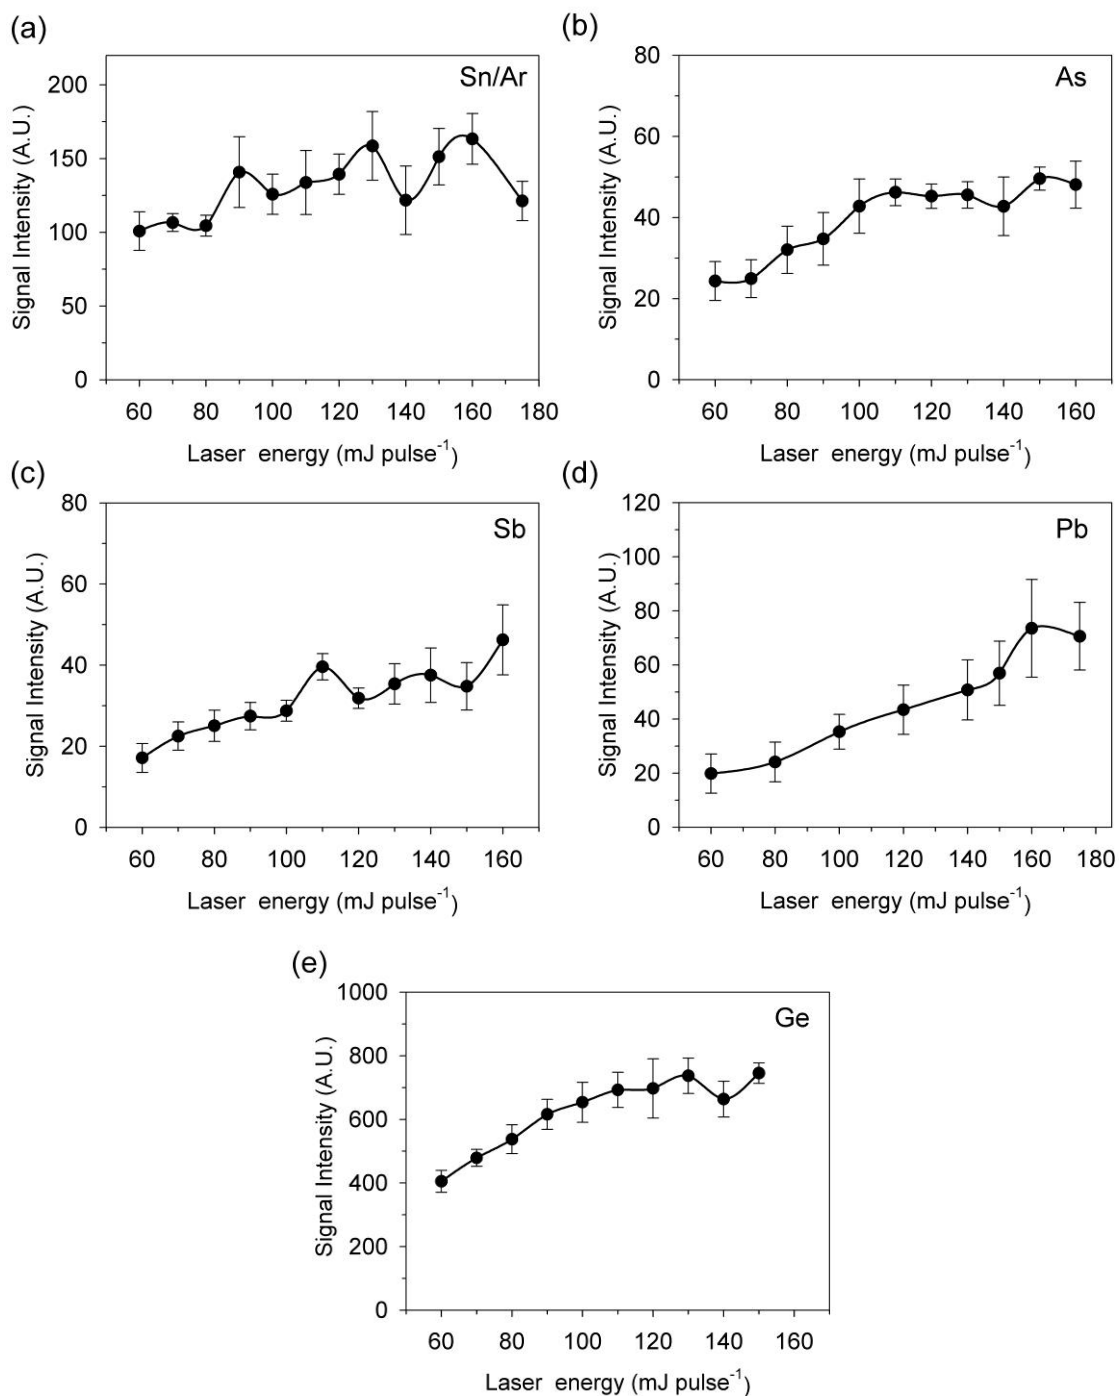 (a)
Sn/Ar
Signal Intensity (A.U.)
200
150
100
50
0
60 80 100 120 140 160 180
Laser energy (mJ pulse⁻¹)
(b)
As
Signal Intensity (A.U.)
80
60
40
20
0
60 80 100 120 140 160
Laser energy (mJ pulse⁻¹)
(c)
Sb
Signal Intensity (A.U.)
80
60
40
20
0
60 80 100 120 140 160
Laser energy (mJ pulse⁻¹)
(d)
Pb
Signal Intensity (A.U.)
120
100
80
60
40
20
0
60 80 100 120 140 160 180
Laser energy (mJ pulse⁻¹)
(e)
Ge
Signal Intensity (A.U.)
1000
800
600
400
200
0
60 80 100 120 140 160
Laser energy (mJ pulse⁻¹)